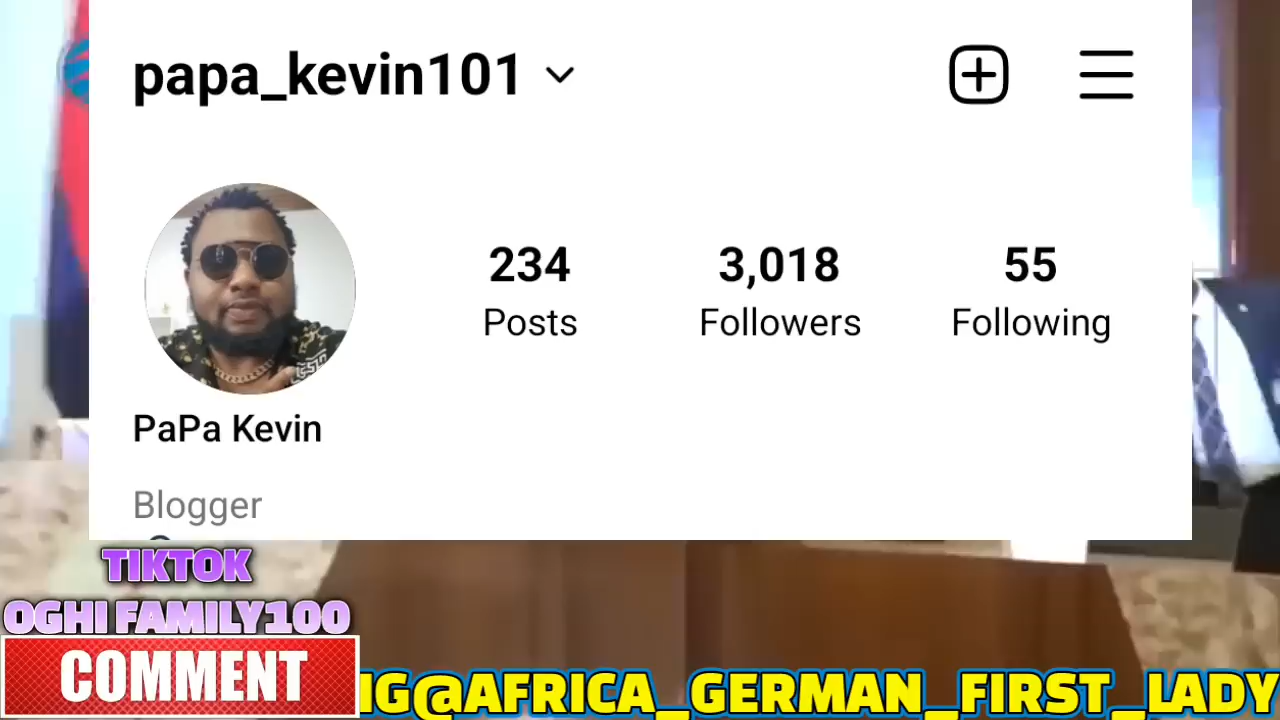 papa_kevin101
234 3,018 55
Posts Followers Following
PaPa Kevin
Blogger
TIKTOK
OGHI FAMILY100
COMMENT
IG@AFRICA_GERMAN_FIRST_LADY